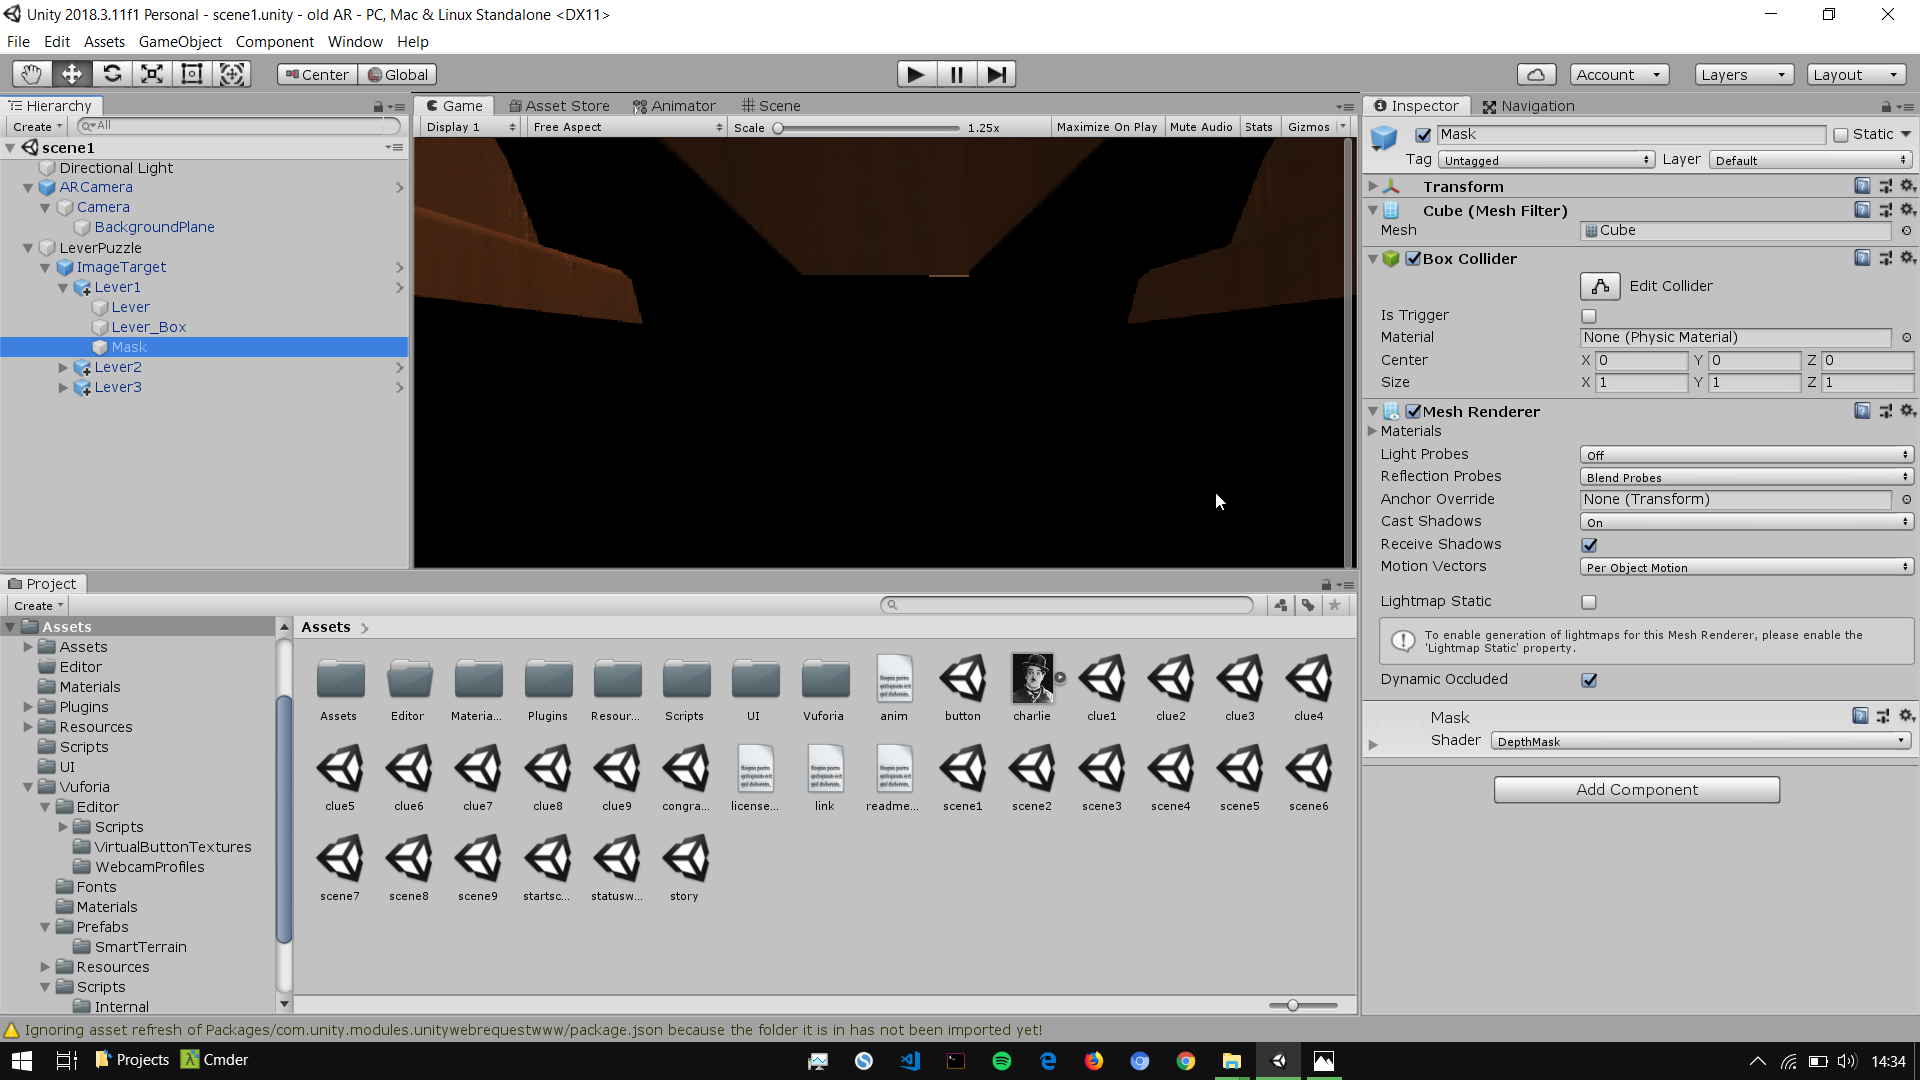 Unity 2018.3.11f1 Personal - scene1.unity - old AR - PC, Mac & Linux Standalone <DX11>
File Edit Assets GameObject Component Window Help
Center Global Account Layers Layout
Hierarchy
Create All
scene1
Directional Light
ARCamera
Camera
BackgroundPlane
LeverPuzzle
ImageTarget
Lever1
Lever
Lever_Box
Mask
Lever2
Lever3
Game Asset Store Animator Scene
Display 1 Free Aspect Scale 1.25x Maximize On Play Mute Audio Stats Gizmos
Inspector Navigation
Mask Static
Tag Untagged Layer Default
Transform
Cube (Mesh Filter)
Mesh Cube
Box Collider
Edit Collider
Is Trigger
Material None (Physic Material)
Center X 0 Y 0 Z 0
Size X 1 Y 1 Z 1
Mesh Renderer
Materials
Light Probes Off
Reflection Probes Blend Probes
Anchor Override None (Transform)
Cast Shadows On
Receive Shadows
Motion Vectors Per Object Motion
Lightmap Static
To enable generation of lightmaps for this Mesh Renderer, please enable the
'Lightmap Static' property.
Dynamic Occluded
Mask
Shader DepthMask
Add Component
Project
Create
Assets
Assets
Editor
Materials
Plugins
Resources
Scripts
UI
Vuforia
Editor
Scripts
VirtualButtonTextures
WebcamProfiles
Fonts
Materials
Prefabs
SmartTerrain
Resources
Scripts
Internal
Assets
Assets Editor Materia... Plugins Resour... Scripts UI Vuforia anim button charlie clue1 clue2 clue3 clue4
clue5 clue6 clue7 clue8 clue9 congra... license... link readme... scene1 scene2 scene3 scene4 scene5 scene6
scene7 scene8 scene9 startsc... statusw... story
Ignoring asset refresh of Packages/com.unity.modules.unitywebrequestwww/package.json because the folder it is in has not been imported yet!
Projects Cmder 14:34